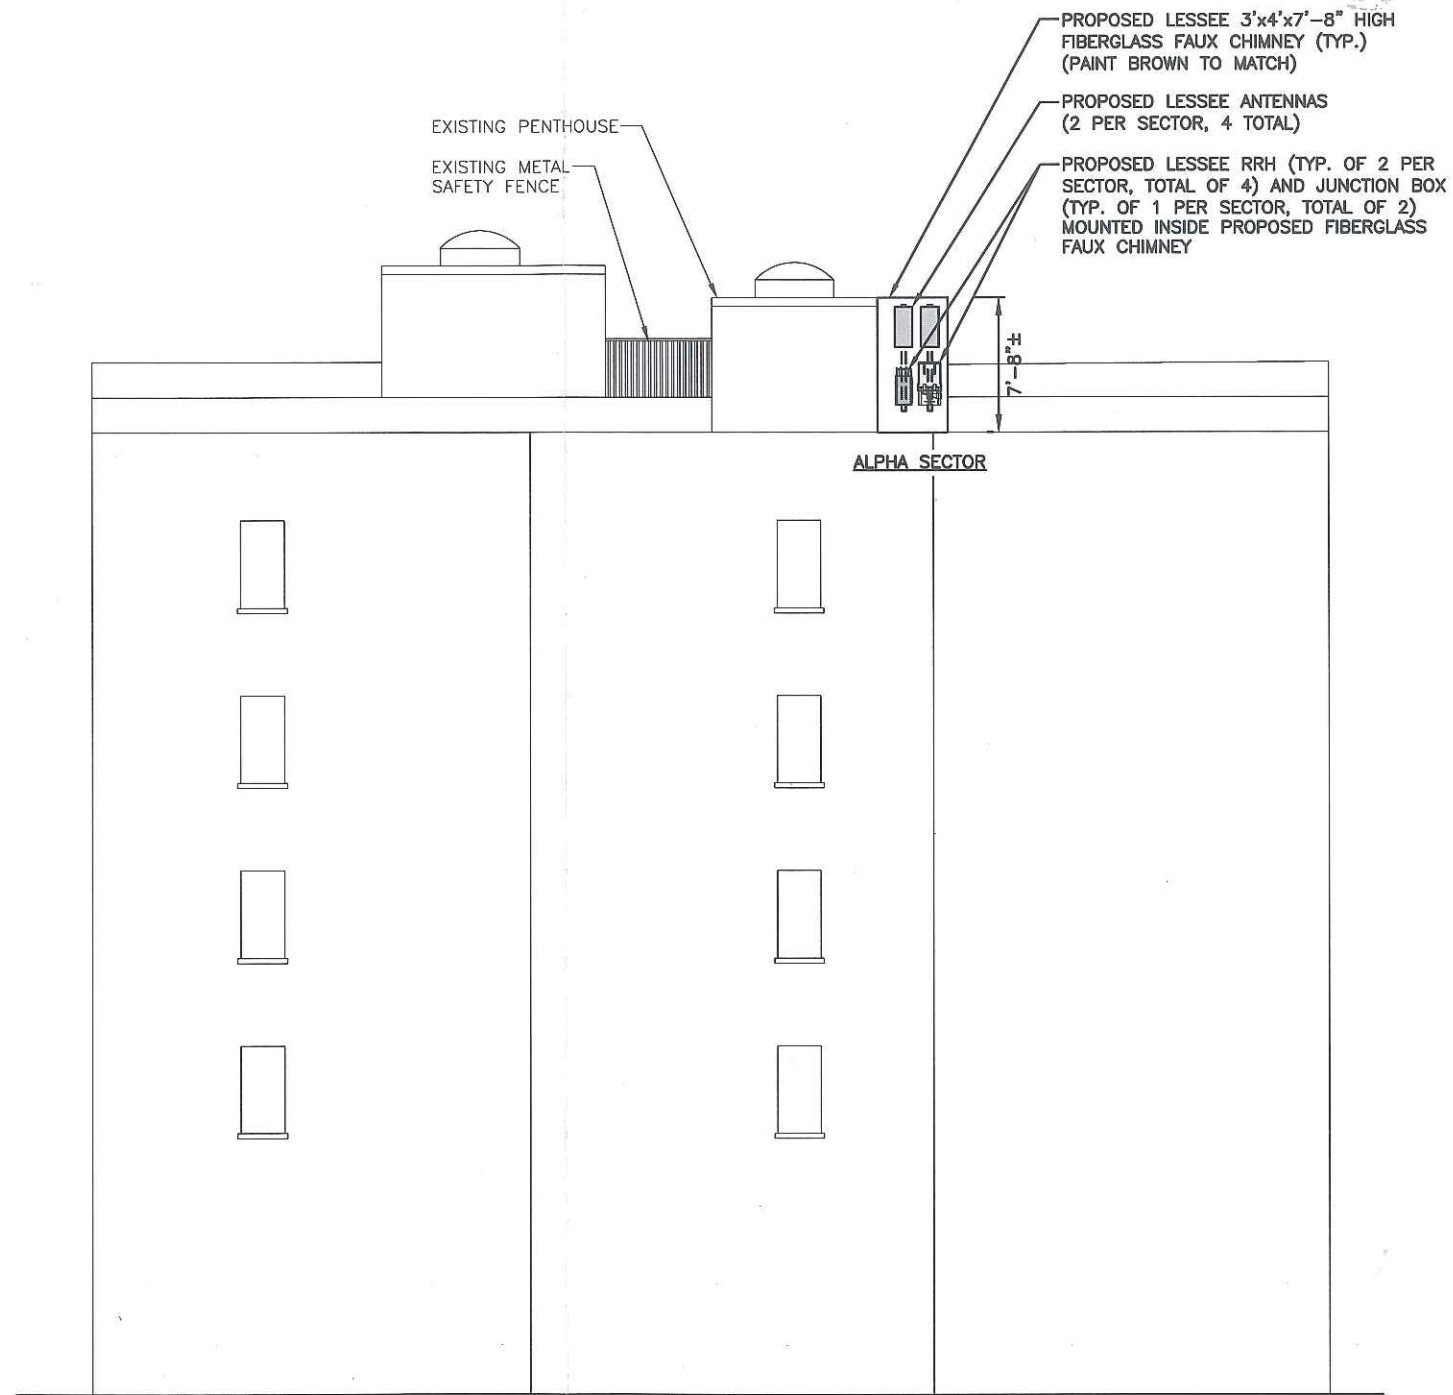 PROPOSED LESSEE 3'x4'x7'-8" HIGH
FIBERGLASS FAUX CHIMNEY (TYP.)
(PAINT BROWN TO MATCH)
PROPOSED LESSEE ANTENNAS
(2 PER SECTOR, 4 TOTAL)
EXISTING PENTHOUSE
EXISTING METAL
SAFETY FENCE
PROPOSED LESSEE RRH (TYP. OF 2 PER
SECTOR, TOTAL OF 4) AND JUNCTION BOX
(TYP. OF 1 PER SECTOR, TOTAL OF 2)
MOUNTED INSIDE PROPOSED FIBERGLASS
FAUX CHIMNEY
7'-8"±
ALPHA SECTOR